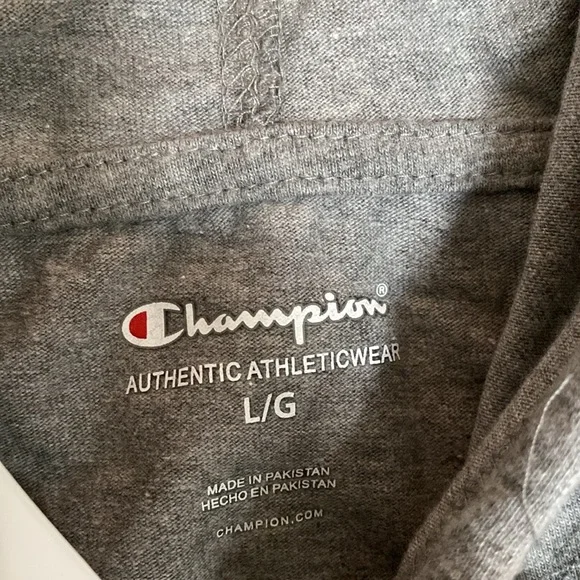 Champion®
AUTHENTIC ATHLETICWEAR
L/G
MADE IN PAKISTAN
HECHO EN PAKISTAN
CHAMPION.COM